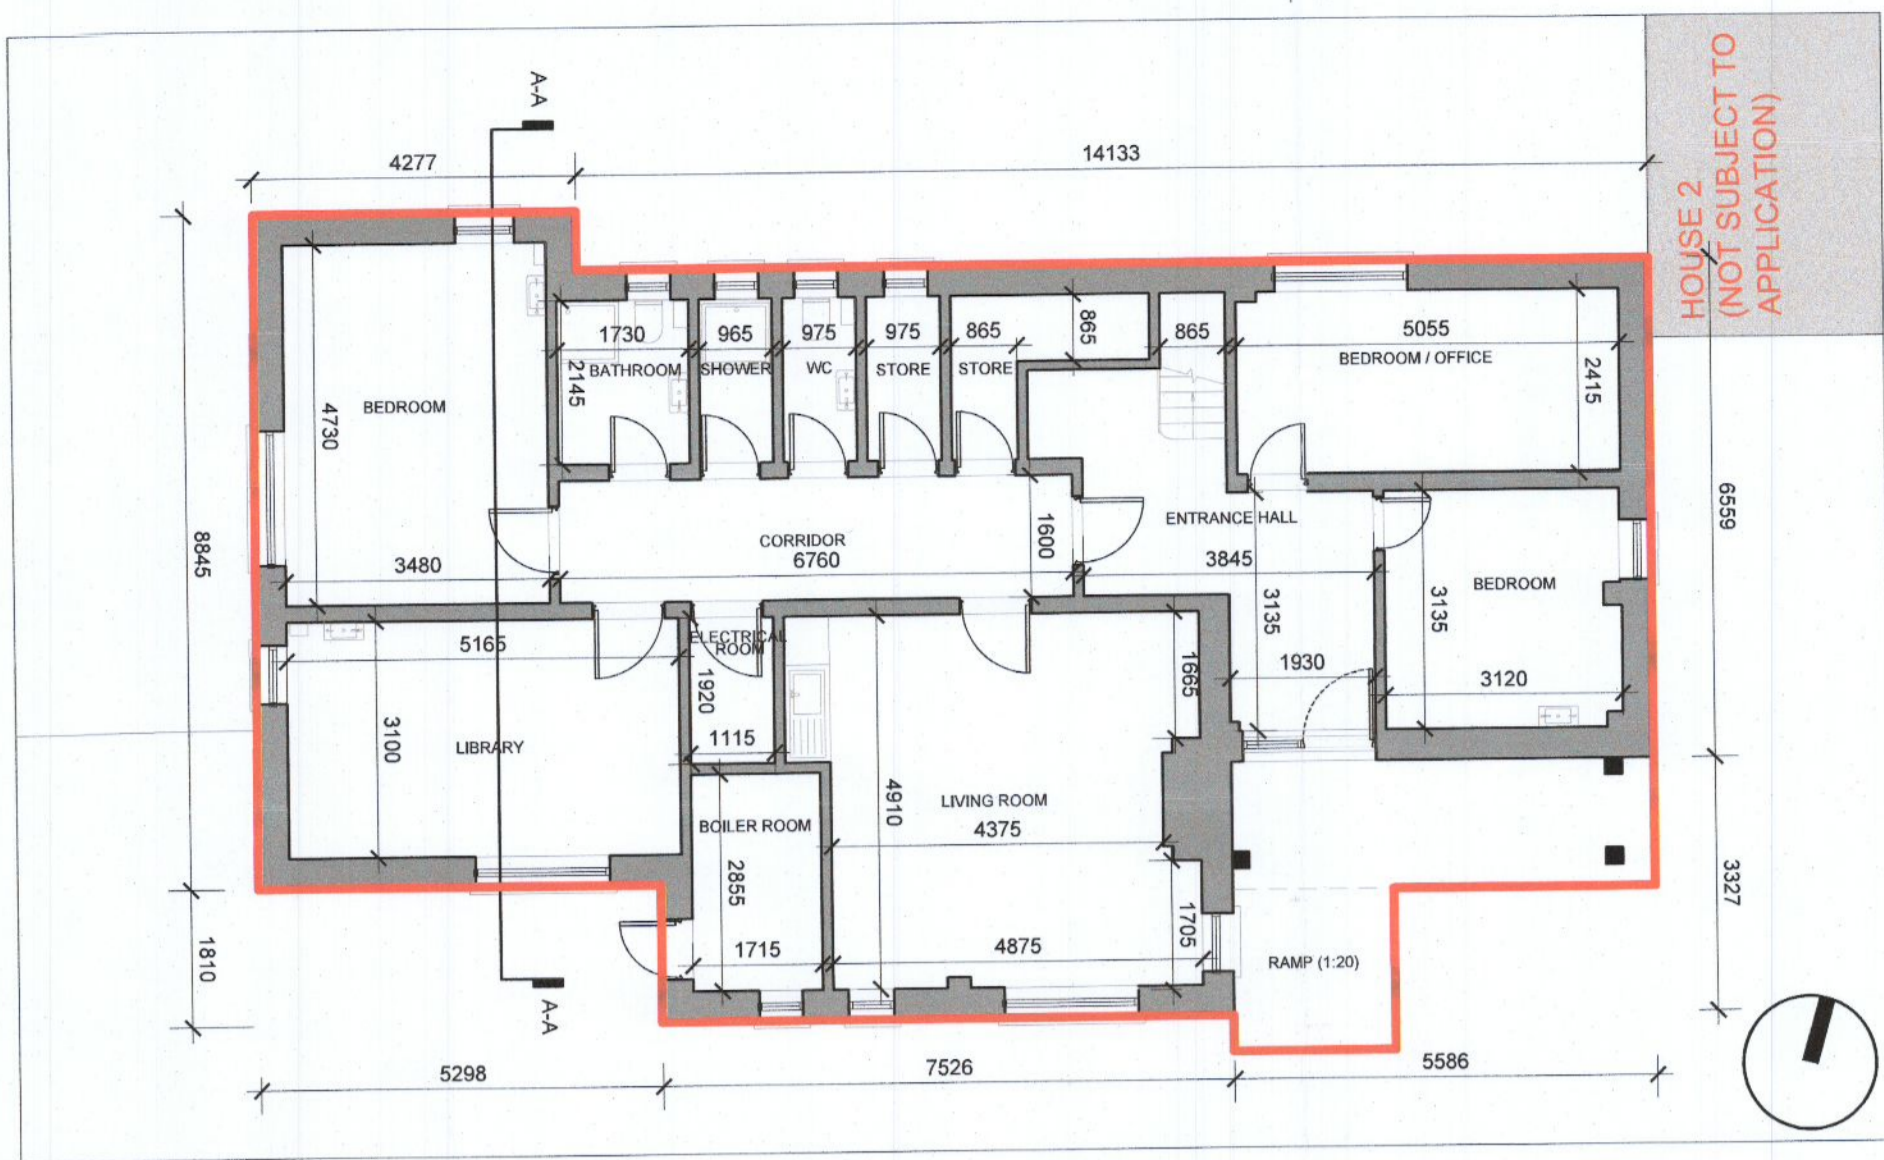 HOUSE 2
(NOT SUBJECT TO
APPLICATION)
A-A
4277
14133
8845
1810
6559
3327
BEDROOM
4730
3480
1730
BATHROOM
2145
965
SHOWER
975
WC
975
STORE
865
STORE
865
865
5055
BEDROOM / OFFICE
2415
CORRIDOR
6760
1600
ENTRANCE HALL
3845
3135
1930
BEDROOM
3135
3120
5165
3100
LIBRARY
ELECTRICAL
ROOM
1920
1115
BOILER ROOM
2855
1715
4910
LIVING ROOM
4375
4875
1665
1705
RAMP (1:20)
A-A
5298
7526
5586